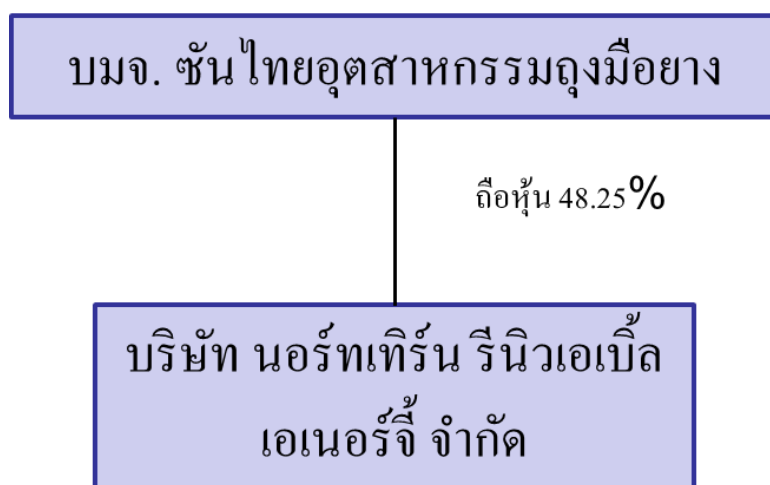 บมจ. ซันไทยอุตสาหกรรมถุงมือยาง
ถือหุ้น 48.25%
บริษัท นอร์ทเทิร์น รีนิวเอเบิ้ล
เอเนอร์จี้ จำกัด